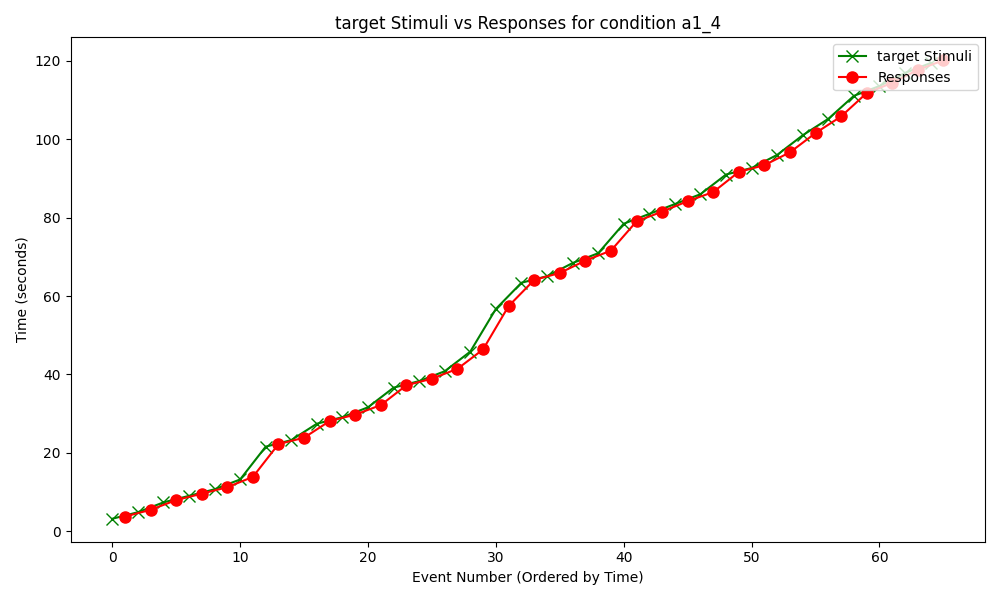 target Stimuli vs Responses for condition a1_4
target Stimuli
Responses
Time (seconds)
120
100
80
60
40
20
0
0 10 20 30 40 50 60
Event Number (Ordered by Time)